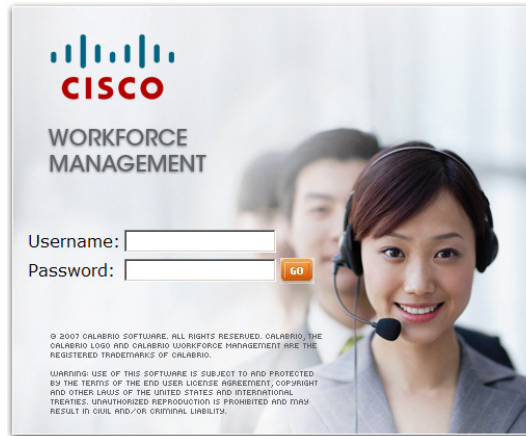 CISCO
WORKFORCE
MANAGEMENT
Username:
Password:
GO
© 2007 CALABRIO SOFTWARE. ALL RIGHTS RESERVED. CALABRIO, THE
CALABRIO LOGO AND CALABRIO WORKFORCE MANAGEMENT ARE THE
REGISTERED TRADEMARKS OF CALABRIO.
WARNING: USE OF THIS SOFTWARE IS SUBJECT TO AND PROTECTED
BY THE TERMS OF THE END USER LICENSE AGREEMENT, COPYRIGHT
AND OTHER LAWS OF THE UNITED STATES AND INTERNATIONAL
TREATIES. UNAUTHORIZED REPRODUCTION IS PROHIBITED AND MAY
RESULT IN CIVIL AND/OR CRIMINAL LIABILITY.